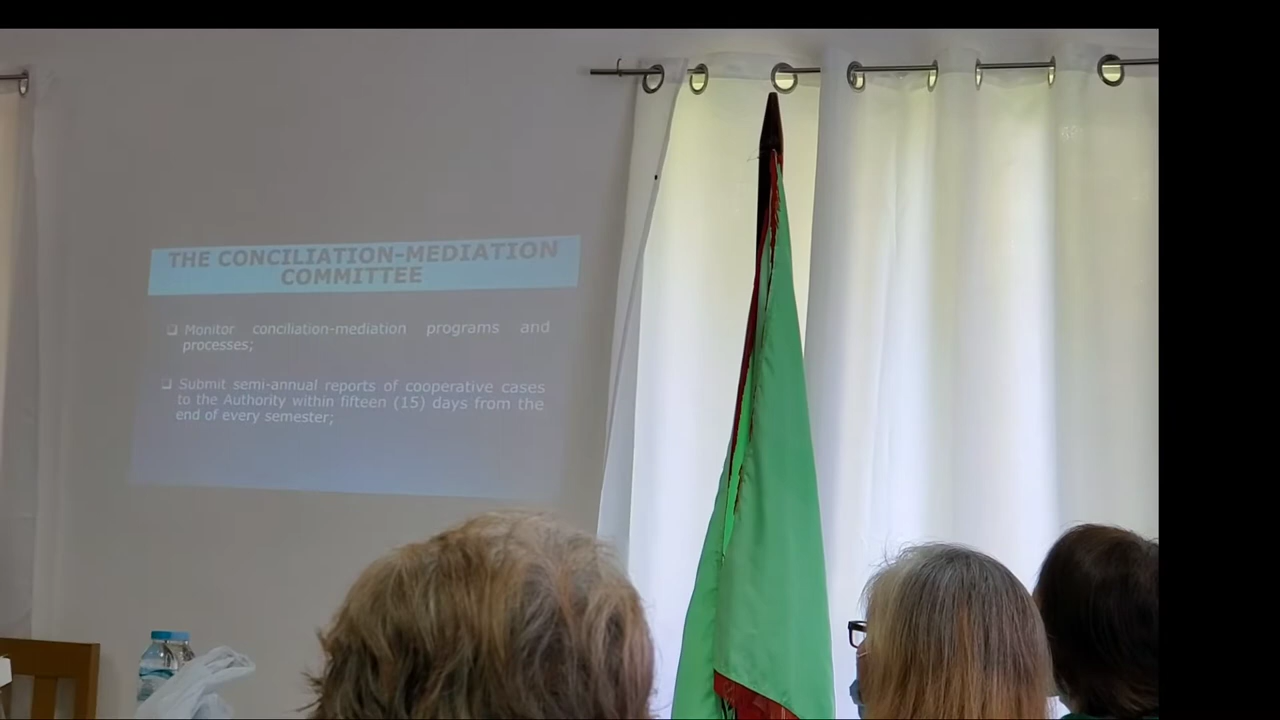 THE CONCILIATION-MEDIATION
COMMITTEE
❑ Monitor conciliation-mediation programs and
processes;
❑ Submit semi-annual reports of cooperative cases
to the Authority within fifteen (15) days from the
end of every semester;